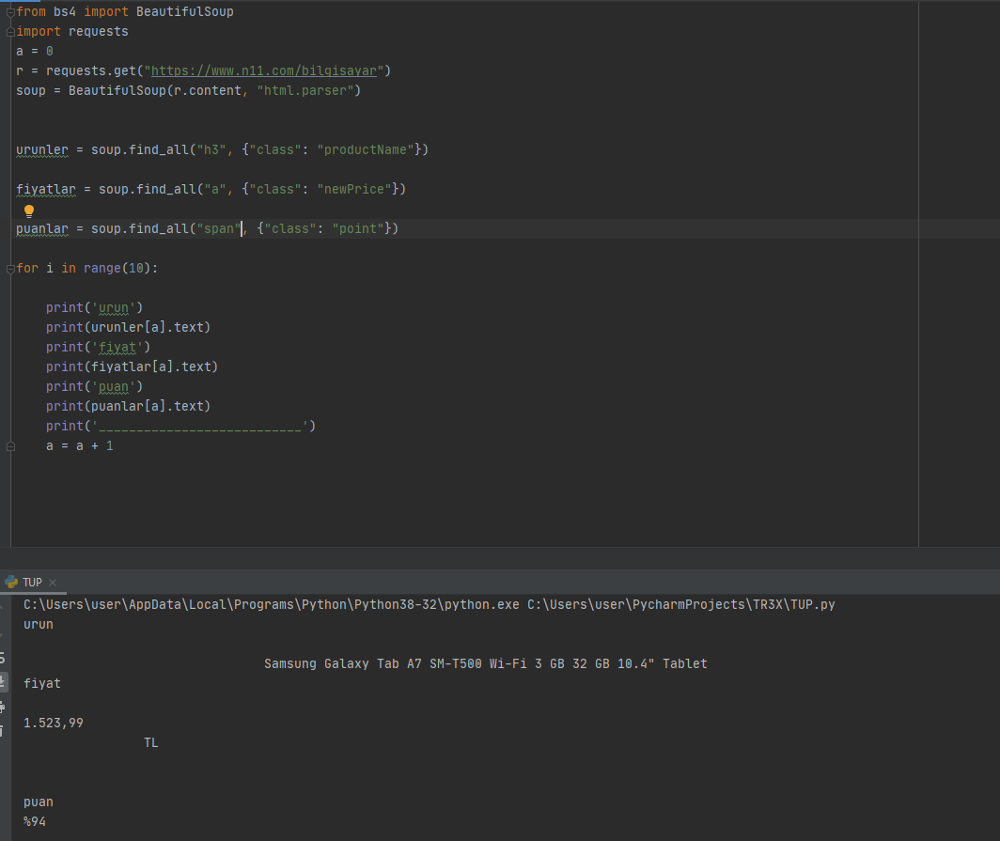 from bs4 import BeautifulSoup
import requests
a = 0
r = requests.get("https://www.n11.com/bilgisayar")
soup = BeautifulSoup(r.content, "html.parser")
urunler = soup.find_all("h3", {"class": "productName"})
fiyatlar = soup.find_all("a", {"class": "newPrice"})
puanlar = soup.find_all("span", {"class": "point"})
for i in range(10):
print('urun')
print(urunler[a].text)
print('fiyat')
print(fiyatlar[a].text)
print('puan')
print(puanlar[a].text)
print('___________________________')
a = a + 1
TUP
C:\Users\user\AppData\Local\Programs\Python\Python38-32\python.exe C:\Users\user\PycharmProjects\TR3X\TUP.py
urun
Samsung Galaxy Tab A7 SM-T500 Wi-Fi 3 GB 32 GB 10.4" Tablet
fiyat
1.523,99
TL
puan
%94